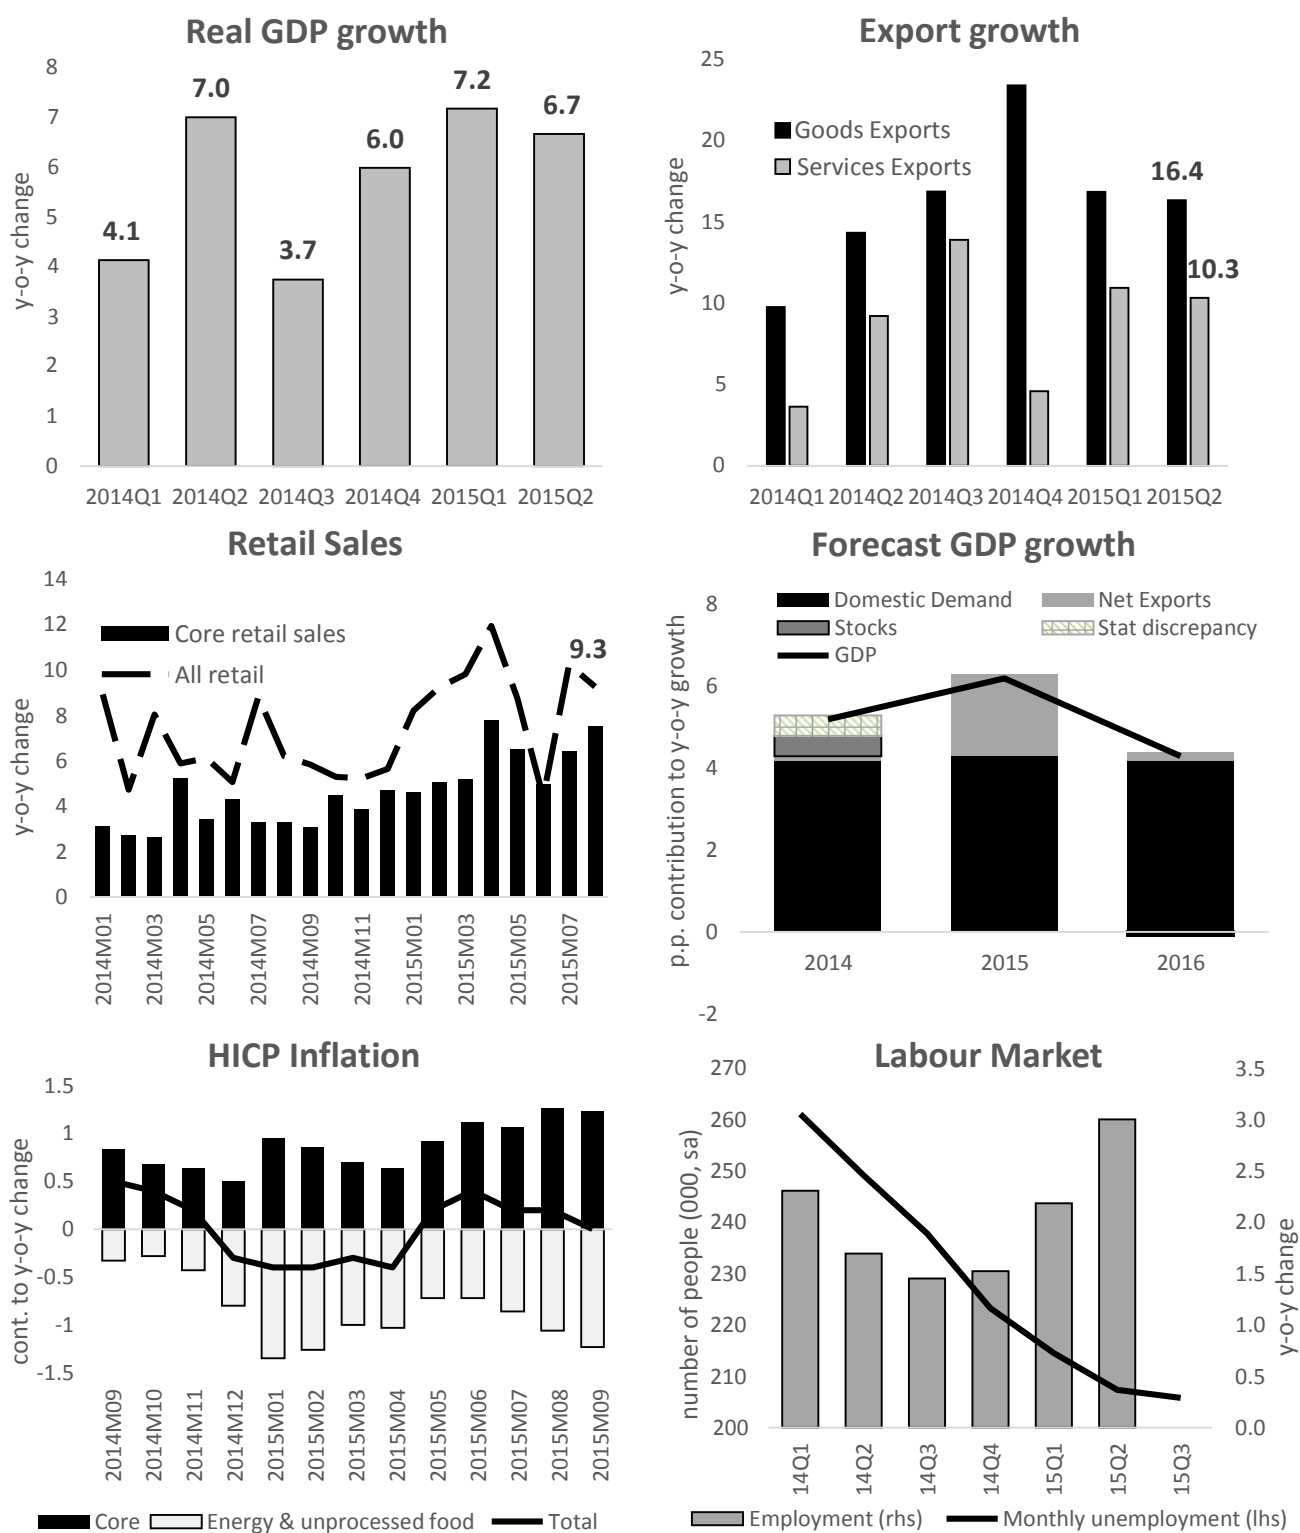 Real GDP growth
y-o-y change
8
7
6
5
4
3
2
1
0
4.1
7.0
3.7
6.0
7.2
6.7
2014Q1
2014Q2
2014Q3
2014Q4
2015Q1
2015Q2
Export growth
y-o-y change
25
20
15
10
5
0
Goods Exports
Services Exports
16.4
10.3
2014Q1
2014Q2
2014Q3
2014Q4
2015Q1
2015Q2
Retail Sales
y-o-y change
14
12
10
8
6
4
2
0
Core retail sales
All retail
9.3
2014M01
2014M03
2014M05
2014M07
2014M09
2014M11
2015M01
2015M03
2015M05
2015M07
Forecast GDP growth
p.p. contribution to y-o-y growth
8
6
4
2
0
-2
Domestic Demand
Net Exports
Stocks
Stat discrepancy
GDP
2014
2015
2016
HICP Inflation
cont. to y-o-y change
1.5
1
0.5
0
-0.5
-1
-1.5
2014M09
2014M10
2014M11
2014M12
2015M01
2015M02
2015M03
2015M04
2015M05
2015M06
2015M07
2015M08
2015M09
Core
Energy & unprocessed food
Total
Labour Market
number of people (000, sa)
270
260
250
240
230
220
210
200
3.5
3.0
2.5
2.0
1.5
1.0
0.5
0.0
y-o-y change
14Q1
14Q2
14Q3
14Q4
15Q1
15Q2
15Q3
Employment (rhs)
Monthly unemployment (lhs)